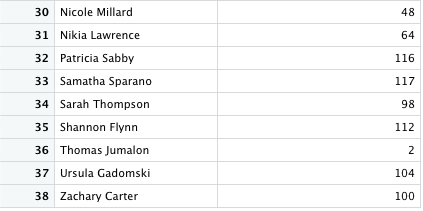 30 Nicole Millard 48
31 Nikia Lawrence 64
32 Patricia Sabby 116
33 Samatha Sparano 117
34 Sarah Thompson 98
35 Shannon Flynn 112
36 Thomas Jumalon 2
37 Ursula Gadomski 104
38 Zachary Carter 100